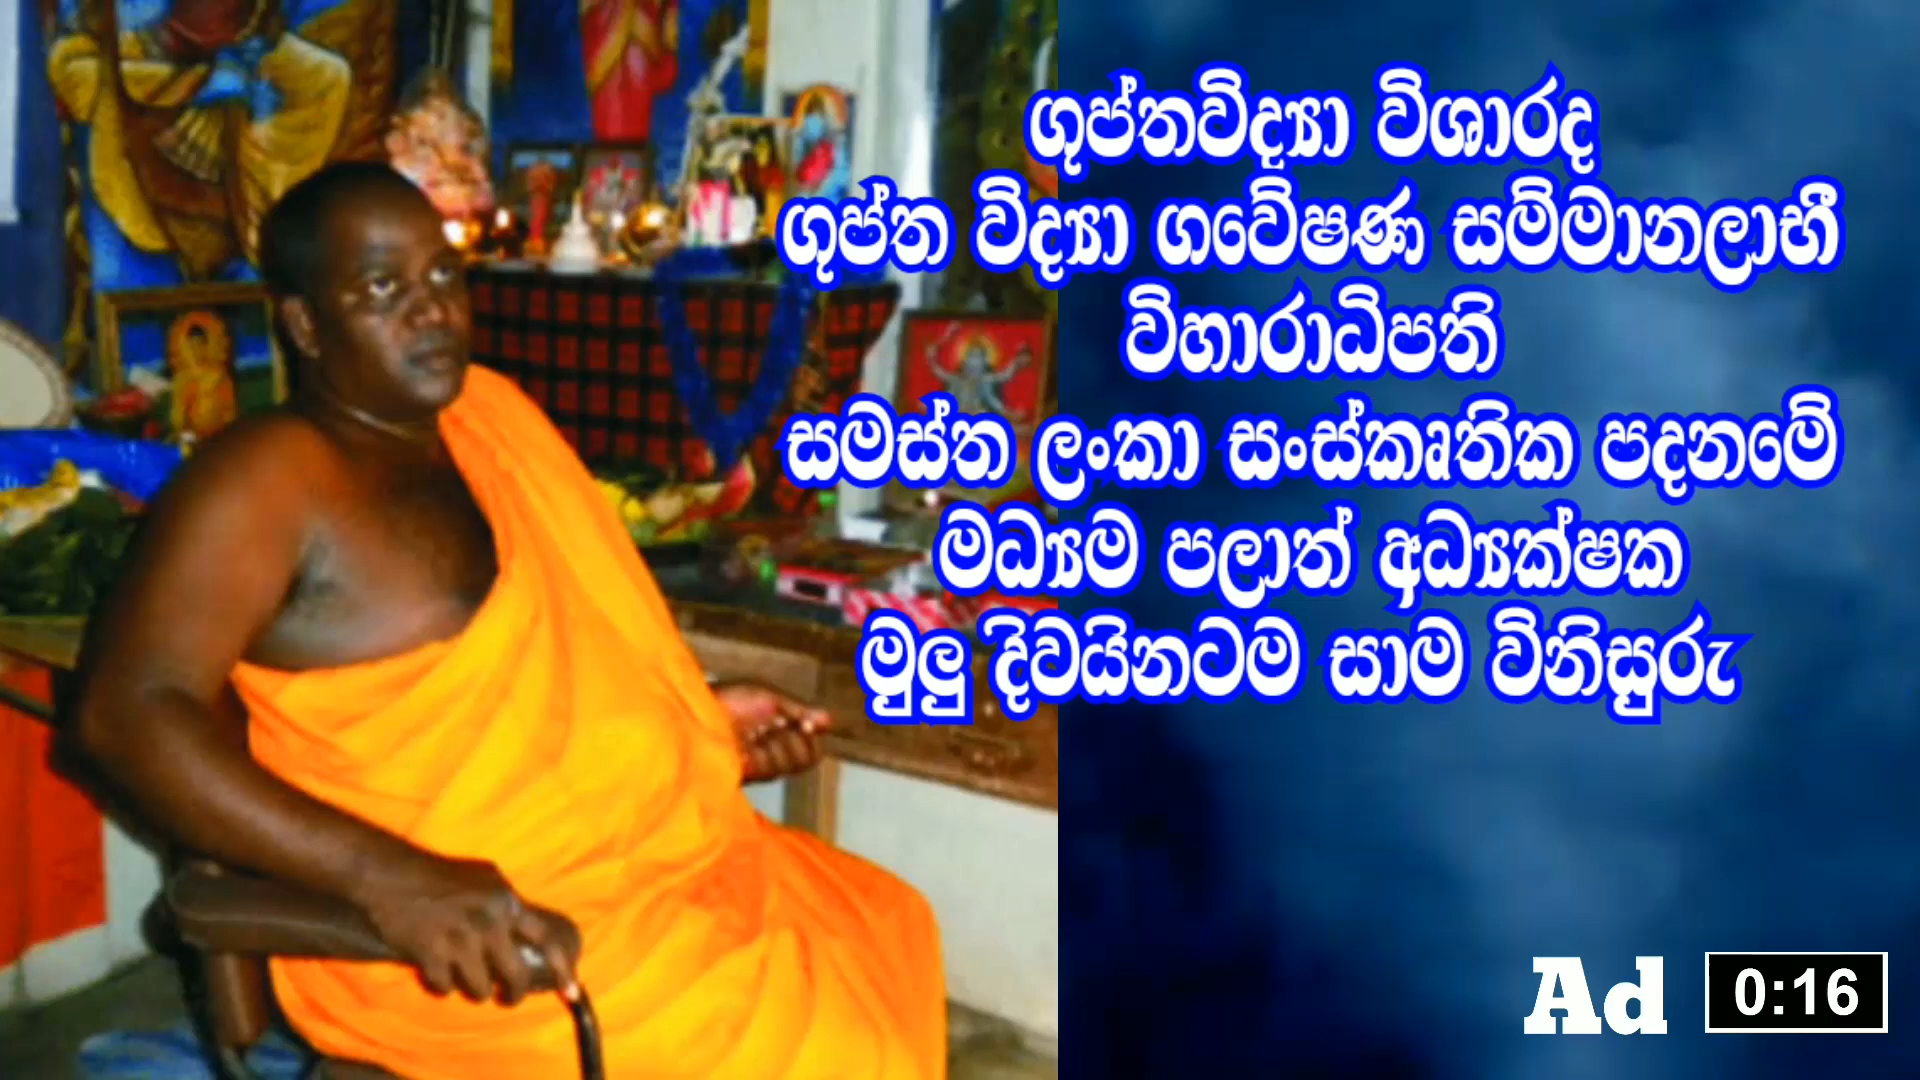 ගුප්තවිද්‍යා විශාරද
ගුප්ත විද්‍යා ගවේෂණ සම්මානලාභී
විහාරාධිපති
සමස්ත ලංකා සංස්කෘතික පදනමේ
මධ්‍යම පලාත් අධ්‍යක්ෂක
මුලු දිවයිනටම සාම විනිසුරු
Ad 0:16